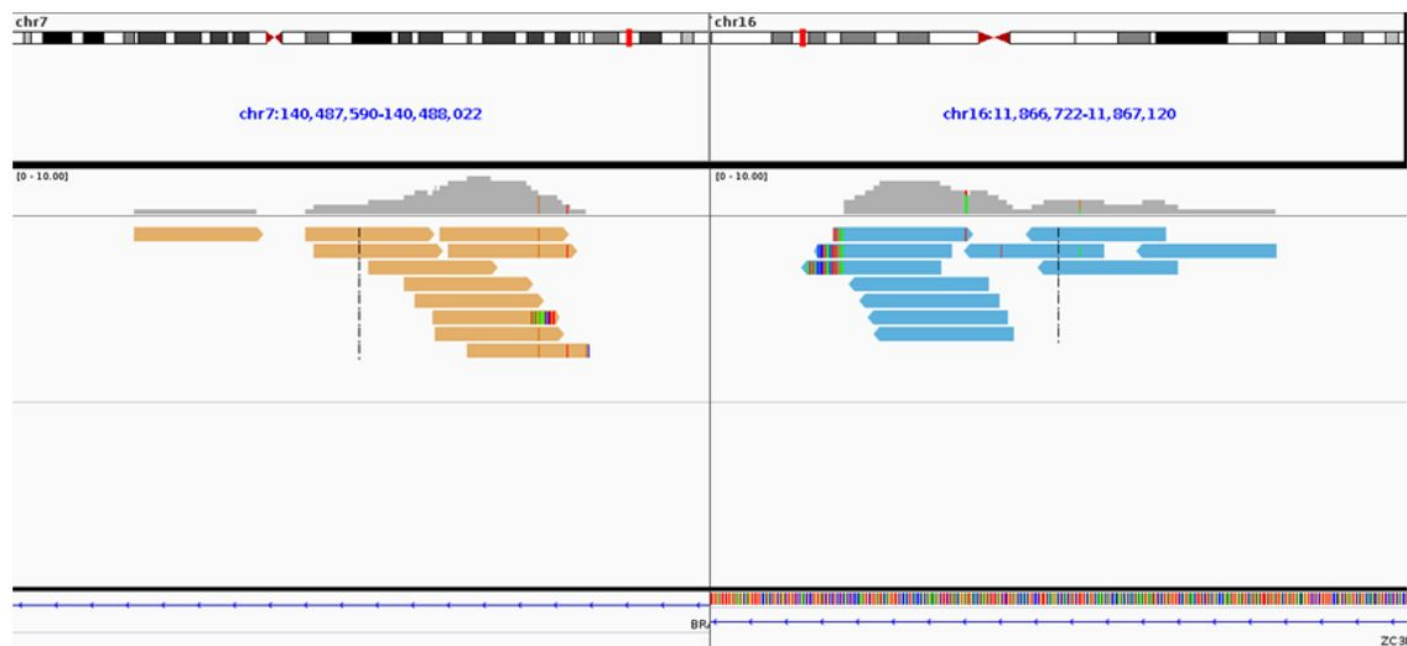 chr7
chr16
chr7:140,487,590-140,488,022
chr16:11,866,722-11,867,120
[0 - 10.00]
[0 - 10.00]
BR
ZC3